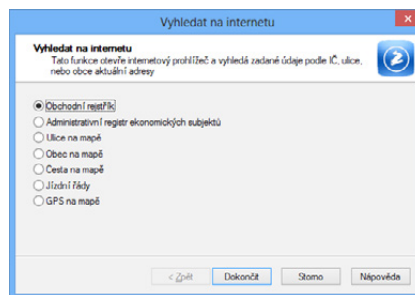 Vyhledat na internetu
x
Vyhledat na internetu
Tato funkce otevře internetový prohlížeč a vyhledá zadané údaje podle IČ, ulice,
nebo obce aktuální adresy
Obchodní rejstřík
Administrativní registr ekonomických subjektů
Ulice na mapě
Obec na mapě
Cesta na mapě
Jízdní řády
GPS na mapě
< Zpět Dokončit Storno Nápověda